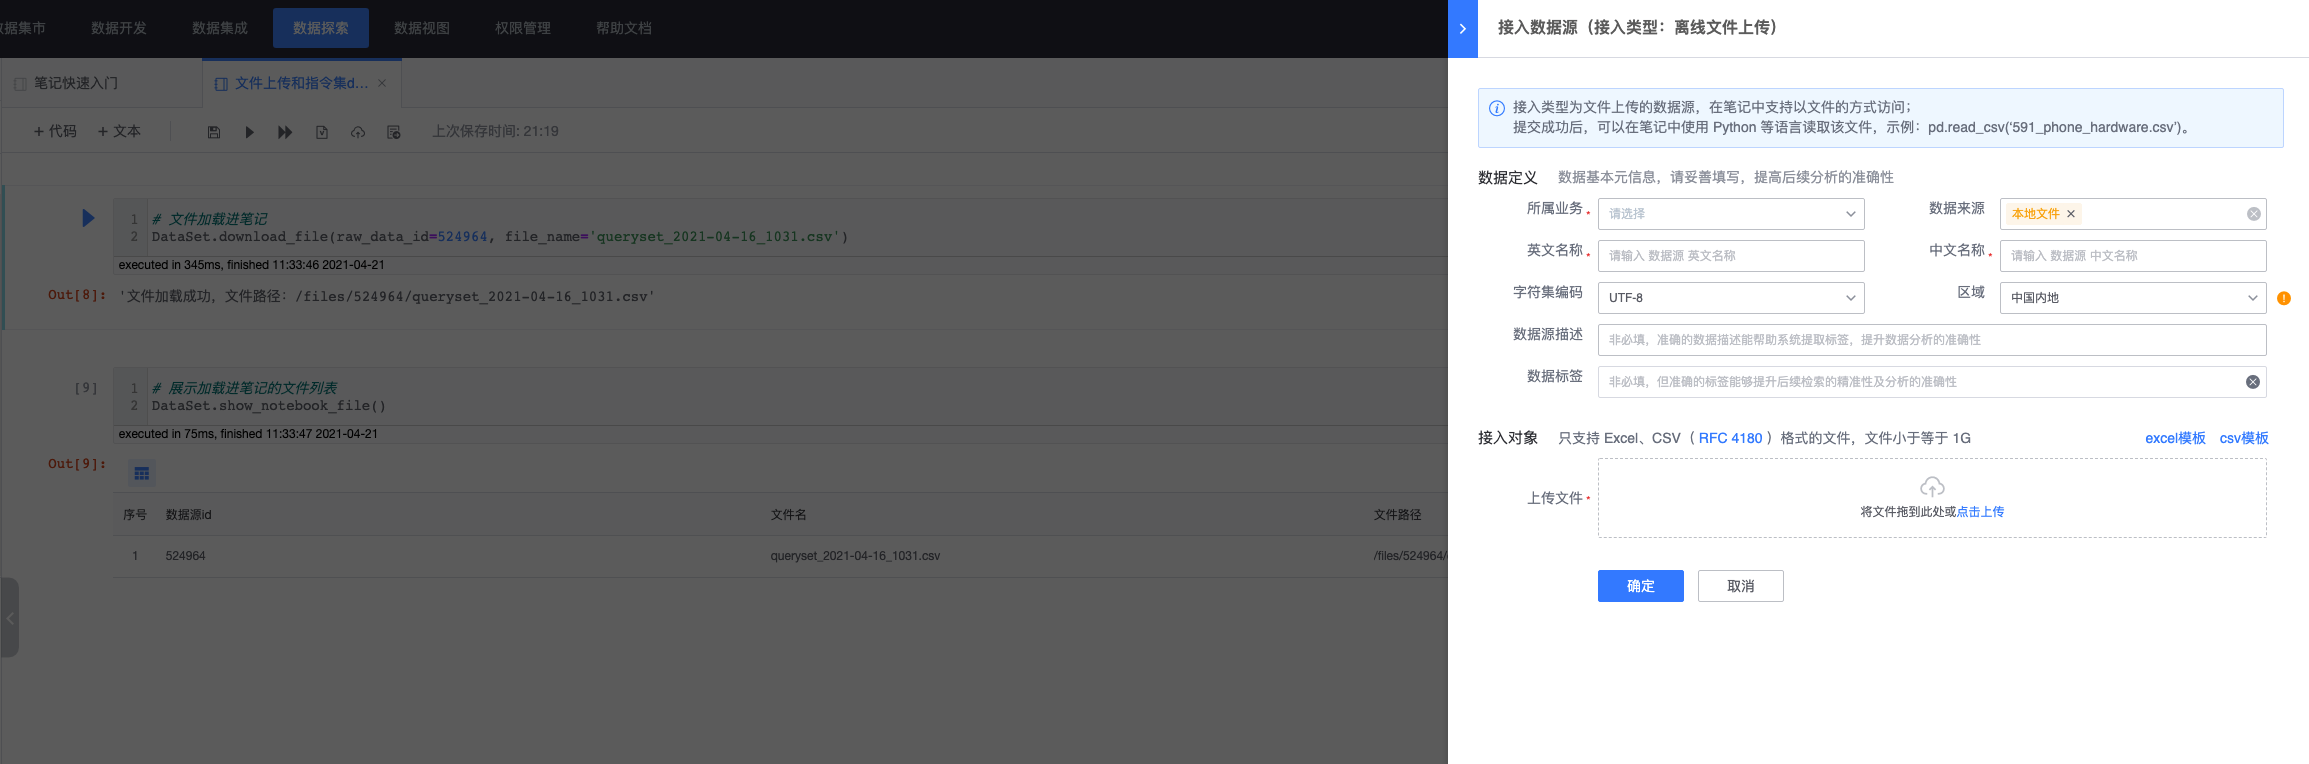 数据集市 数据开发 数据集成 数据探索 数据视图 权限管理 帮助文档
笔记快速入门 文件上传和指令集d...
+ 代码 + 文本 上次保存时间: 21:19
1 # 文件加载进笔记
2 DataSet.download_file(raw_data_id=524964, file_name='queryset_2021-04-16_1031.csv')
executed in 345ms, finished 11:33:46 2021-04-21
Out[8]: '文件加载成功，文件路径：/files/524964/queryset_2021-04-16_1031.csv'
[9] 1 # 展示加载进笔记的文件列表
2 DataSet.show_notebook_file()
executed in 75ms, finished 11:33:47 2021-04-21
Out[9]:
序号 数据源id 文件名 文件路径
1 524964 queryset_2021-04-16_1031.csv /files/524964/
接入数据源（接入类型：离线文件上传）
接入类型为文件上传的数据源，在笔记中支持以文件的方式访问；
提交成功后，可以在笔记中使用 Python 等语言读取该文件，示例：pd.read_csv('591_phone_hardware.csv')。
数据定义 数据基本元信息，请妥善填写，提高后续分析的准确性
所属业务 * 请选择 数据来源 本地文件
英文名称 * 请输入 数据源 英文名称 中文名称 * 请输入 数据源 中文名称
字符集编码 UTF-8 区域 中国内地
数据源描述 非必填，准确的数据描述能帮助系统提取标签，提升数据分析的准确性
数据标签 非必填，但准确的标签能够提升后续检索的精准性及分析的准确性
接入对象 只支持 Excel、CSV（ RFC 4180 ）格式的文件，文件小于等于 1G excel模板 csv模板
上传文件 *
将文件拖到此处或点击上传
确定 取消